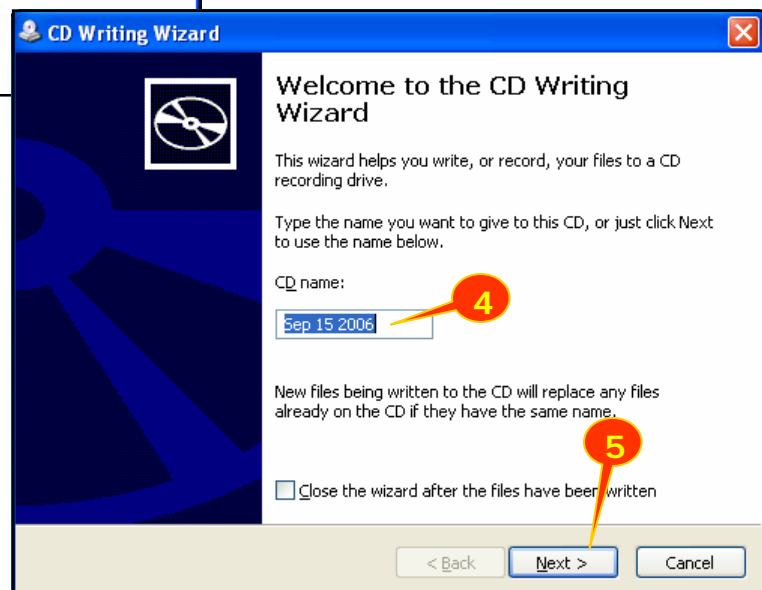 CD Writing Wizard
Welcome to the CD Writing
Wizard
This wizard helps you write, or record, your files to a CD
recording drive.
Type the name you want to give to this CD, or just click Next
to use the name below.
CD name:
4
Sep 15 2006
New files being written to the CD will replace any files
already on the CD if they have the same name.
5
Close the wizard after the files have been written
< Back Next > Cancel